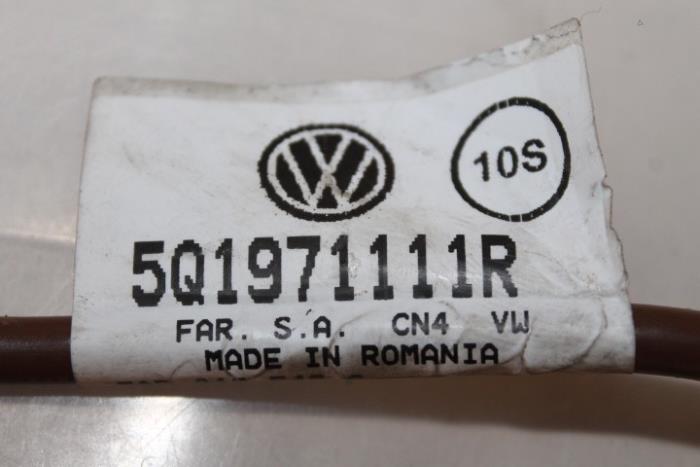 10S
5Q1971111R
FAR. S.A. CN4 VW
MADE IN ROMANIA